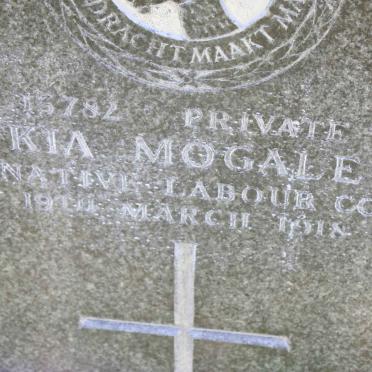 DRACHT MAAKT MA
15782 PRIVATE
KIA MOGALE
NATIVE LABOUR CO
19TH MARCH 1918